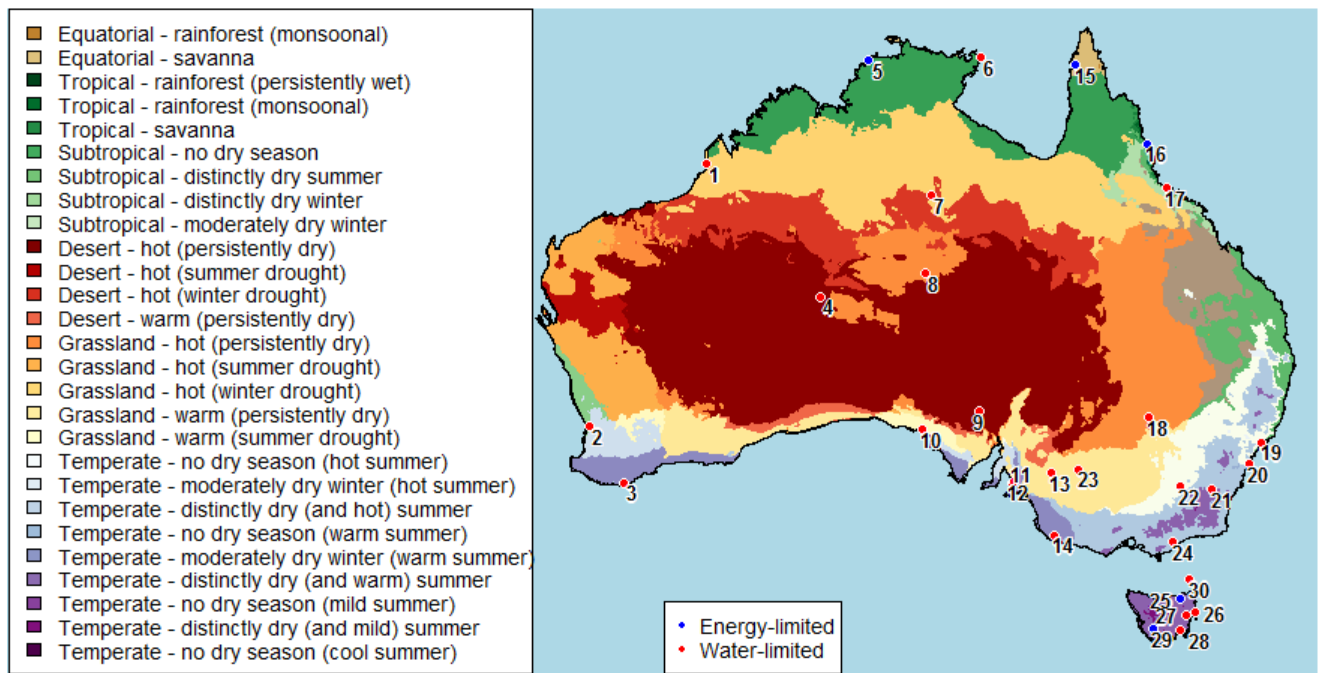 Equatorial - rainforest (monsoonal)
Equatorial - savanna
Tropical - rainforest (persistently wet)
Tropical - rainforest (monsoonal)
Tropical - savanna
Subtropical - no dry season
Subtropical - distinctly dry summer
Subtropical - distinctly dry winter
Subtropical - moderately dry winter
Desert - hot (persistently dry)
Desert - hot (summer drought)
Desert - hot (winter drought)
Desert - warm (persistently dry)
Grassland - hot (persistently dry)
Grassland - hot (summer drought)
Grassland - hot (winter drought)
Grassland - warm (persistently dry)
Grassland - warm (summer drought)
Temperate - no dry season (hot summer)
Temperate - moderately dry winter (hot summer)
Temperate - distinctly dry (and hot) summer
Temperate - no dry season (warm summer)
Temperate - moderately dry winter (warm summer)
Temperate - distinctly dry (and warm) summer
Temperate - no dry season (mild summer)
Temperate - distinctly dry (and mild) summer
Temperate - no dry season (cool summer)
5
6
15
16
1
17
7
8
4
9
18
2
10
19
20
11
13
23
3
12
22
21
14
24
30
25
27
26
29
28
Energy-limited
Water-limited